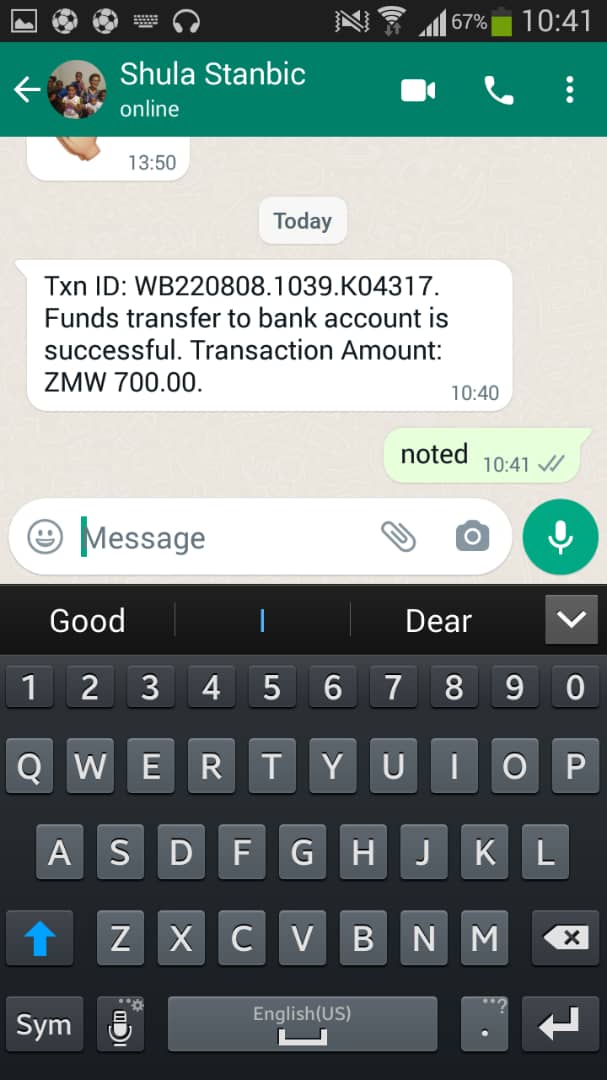 67% 10:41
Shula Stanbic
online
13:50
Today
Txn ID: WB220808.1039.K04317.
Funds transfer to bank account is
successful. Transaction Amount:
ZMW 700.00.
10:40
noted 10:41
Message
Good I Dear
1 2 3 4 5 6 7 8 9 0
Q W E R T Y U I O P
A S D F G H J K L
Z X C V B N M
Sym English(US) . ?